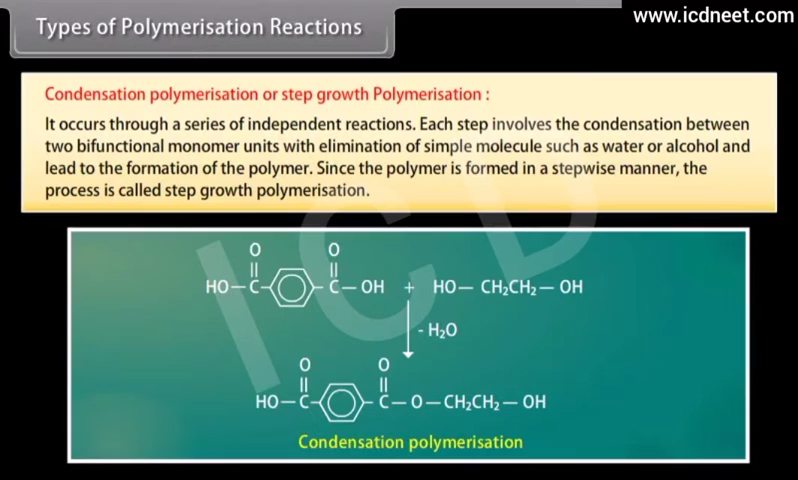 www.icdneet.com
Types of Polymerisation Reactions
Condensation polymerisation or step growth Polymerisation :
It occurs through a series of independent reactions. Each step involves the condensation between
two bifunctional monomer units with elimination of simple molecule such as water or alcohol and
lead to the formation of the polymer. Since the polymer is formed in a stepwise manner, the
process is called step growth polymerisation.
ICD
O O
HO—C— —C—OH + HO—CH₂CH₂—OH
- H₂O
O O
HO—C— —C—O—CH₂CH₂—OH
Condensation polymerisation